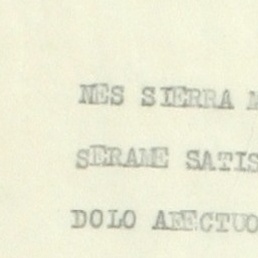 NES SIERRA M
SERAME SATIS
DOLO AFECTUO